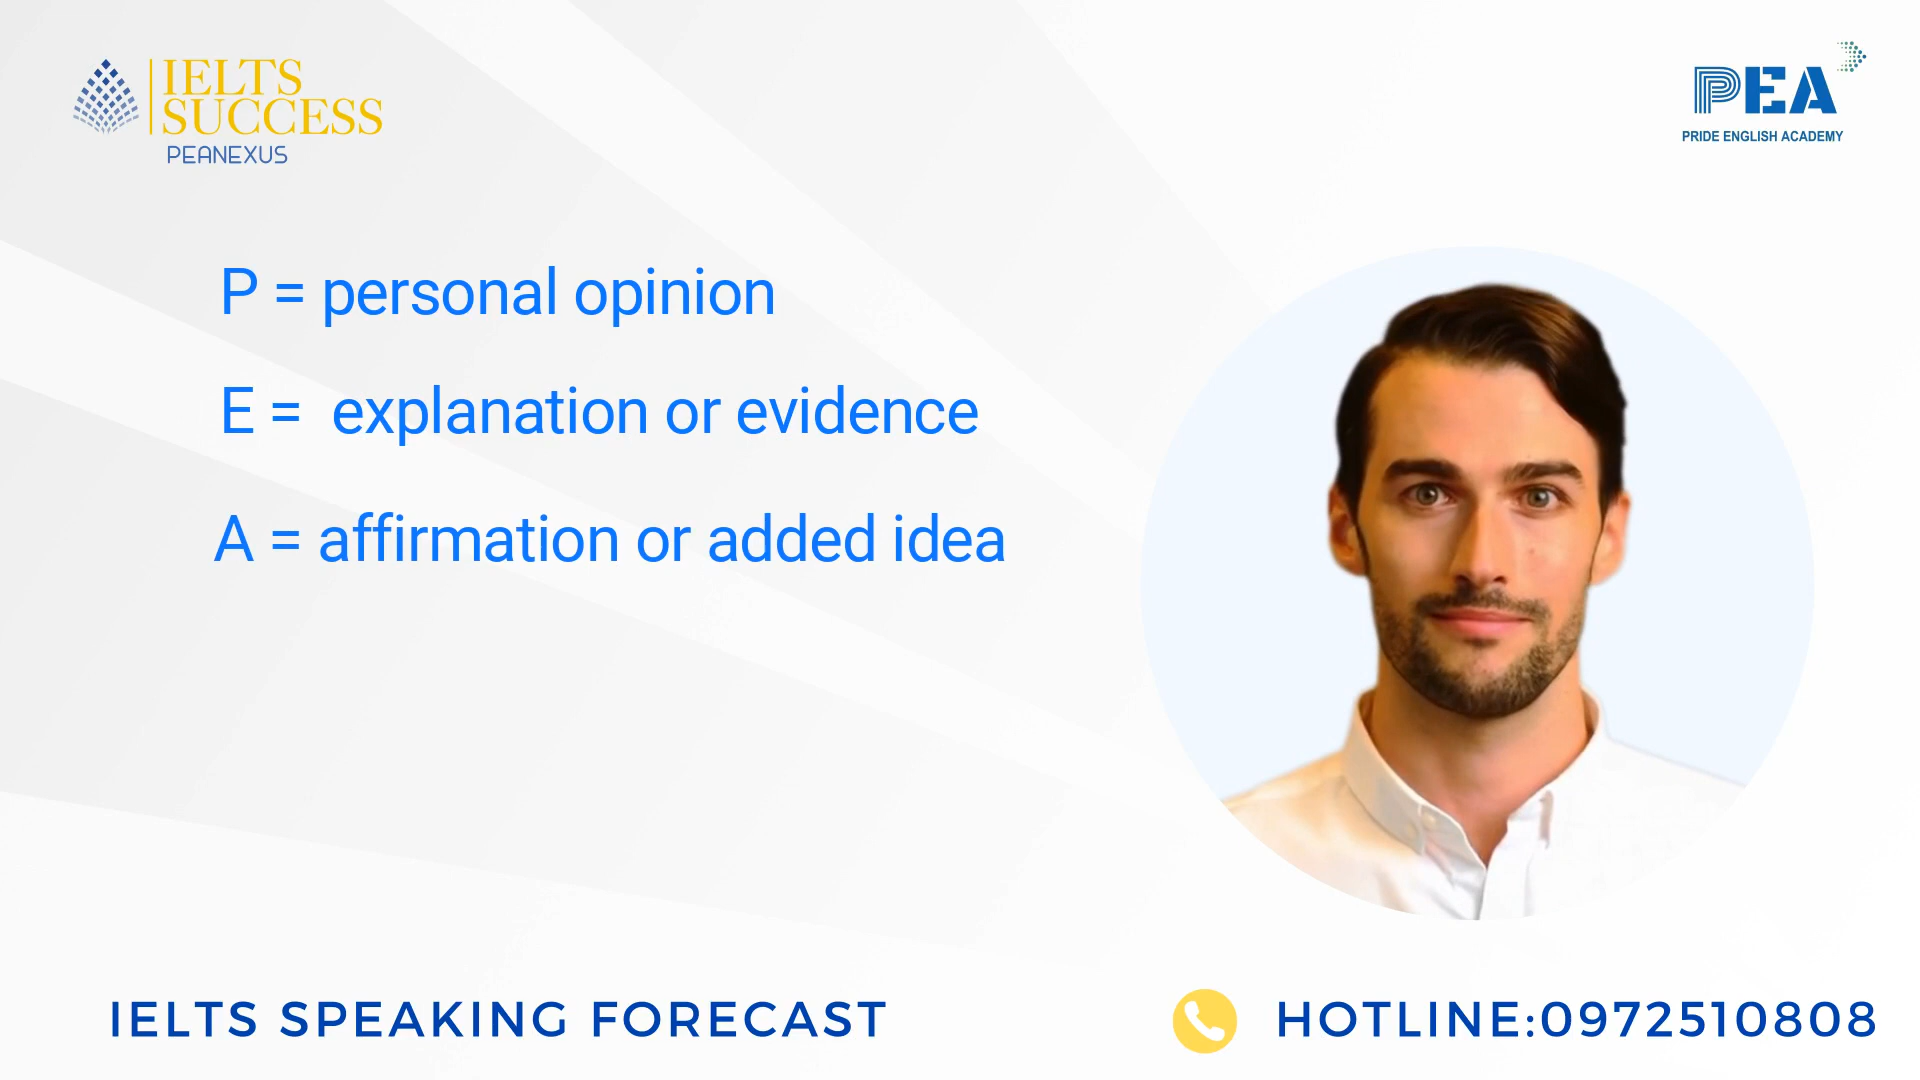 IELTS
SUCCESS
PEANEXUS
PEA
PRIDE ENGLISH ACADEMY
P = personal opinion
E = explanation or evidence
A = affirmation or added idea
IELTS SPEAKING FORECAST
HOTLINE:0972510808